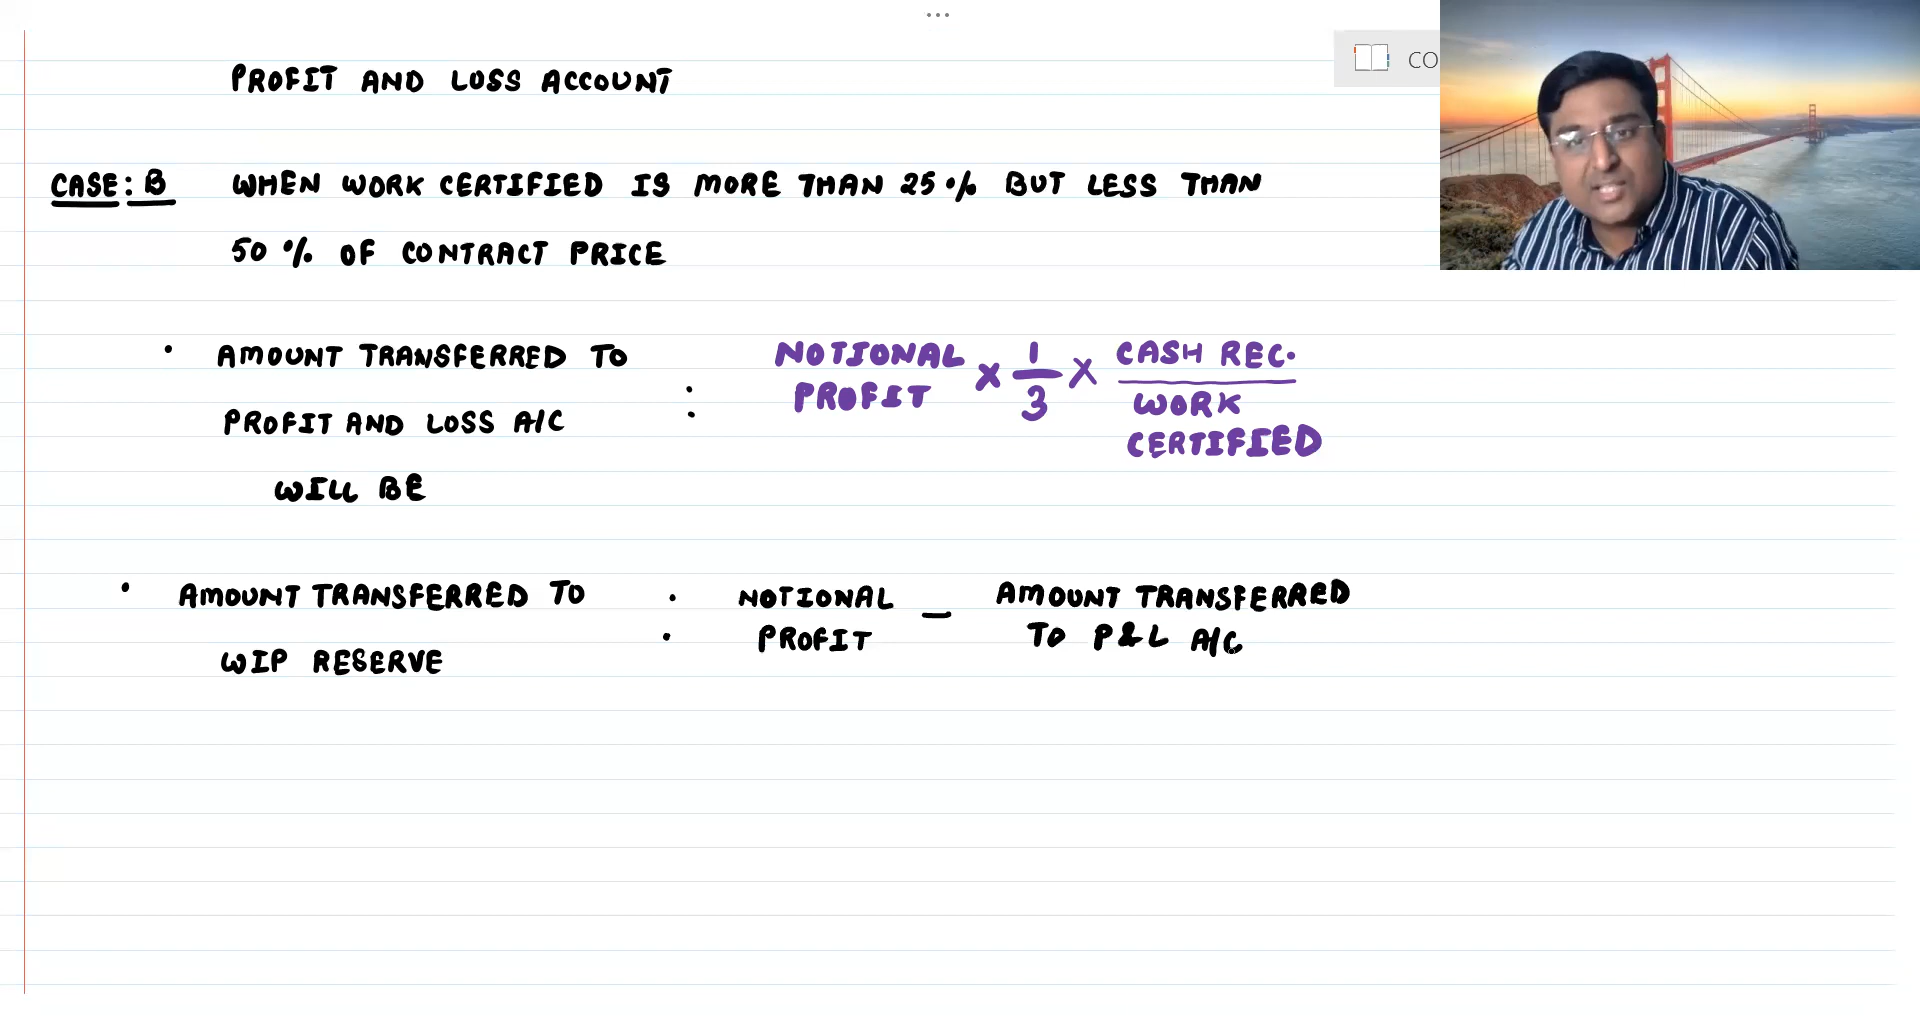 CO
PROFIT AND LOSS ACCOUNT
CASE: B WHEN WORK CERTIFIED IS MORE THAN 25% BUT LESS THAN
50% OF CONTRACT PRICE
• AMOUNT TRANSFERRED TO
PROFIT AND LOSS A/C
WILL BE
:
NOTIONAL
PROFIT
× 1/3 ×
CASH REC.
WORK
CERTIFIED
• AMOUNT TRANSFERRED TO
WIP RESERVE
:
NOTIONAL
PROFIT
—
AMOUNT TRANSFERRED
TO P&L A/C